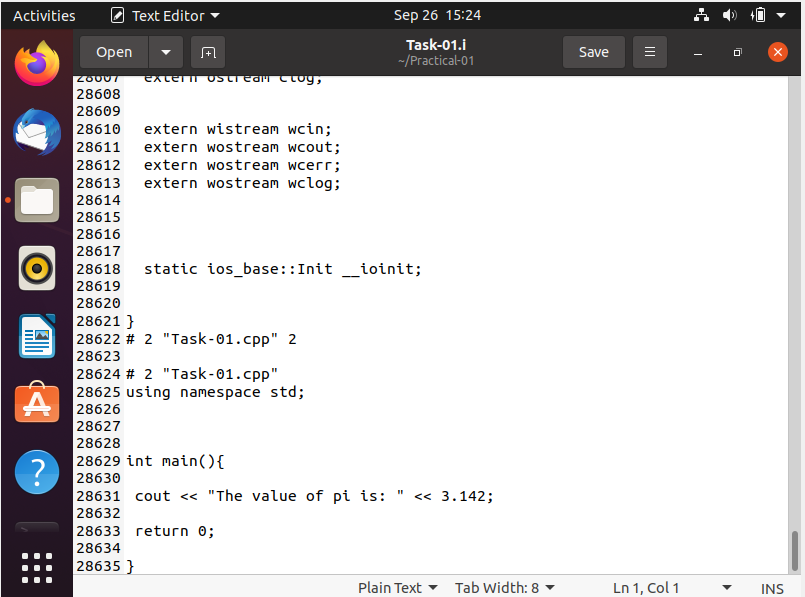 Activities Text Editor Sep 26 15:24
Open Task-01.i Save
~/Practical-01
28607   extern ostream clog;
28608
28609
28610   extern wistream wcin;
28611   extern wostream wcout;
28612   extern wostream wcerr;
28613   extern wostream wclog;
28614
28615
28616
28617
28618   static ios_base::Init __ioinit;
28619
28620
28621 }
28622 # 2 "Task-01.cpp" 2
28623
28624 # 2 "Task-01.cpp"
28625 using namespace std;
28626
28627
28628
28629 int main(){
28630
28631  cout << "The value of pi is: " << 3.142;
28632
28633  return 0;
28634
28635 }
Plain Text Tab Width: 8 Ln 1, Col 1 INS